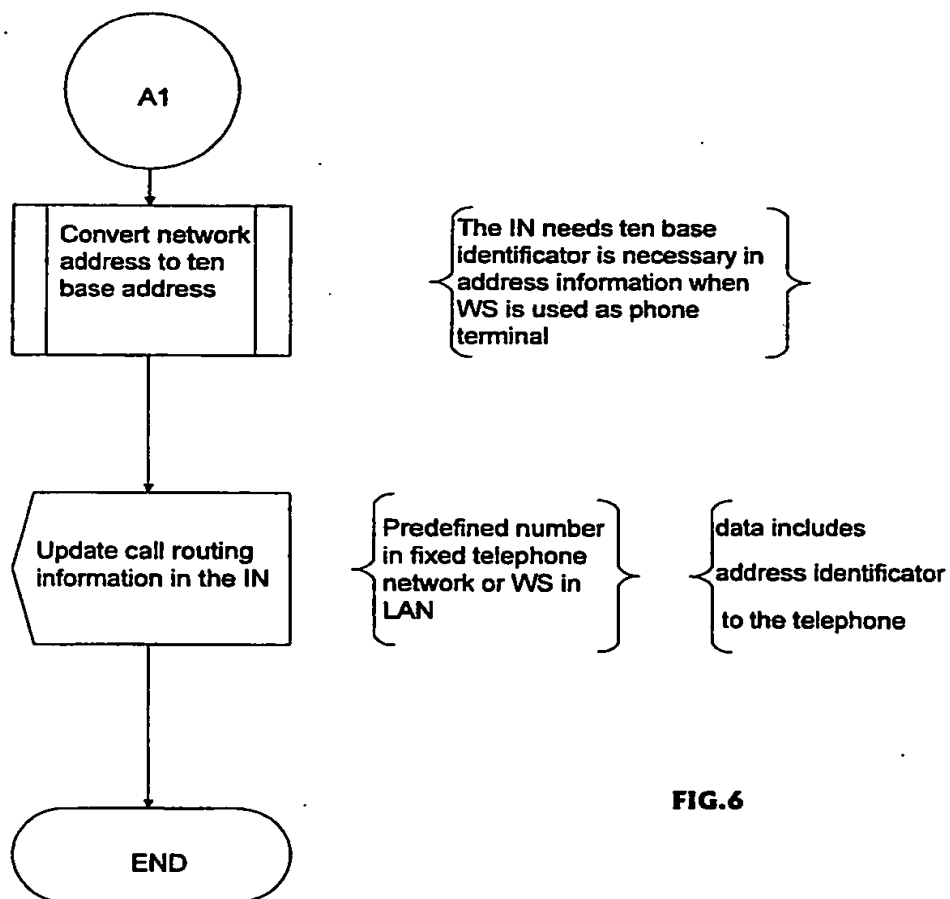 A1
Convert network
address to ten
base address
The IN needs ten base
identificator is necessary in
address information when
WS is used as phone
terminal
Update call routing
information in the IN
Predefined number
in fixed telephone
network or WS in
LAN
data includes
address identificator
to the telephone
FIG.6
END